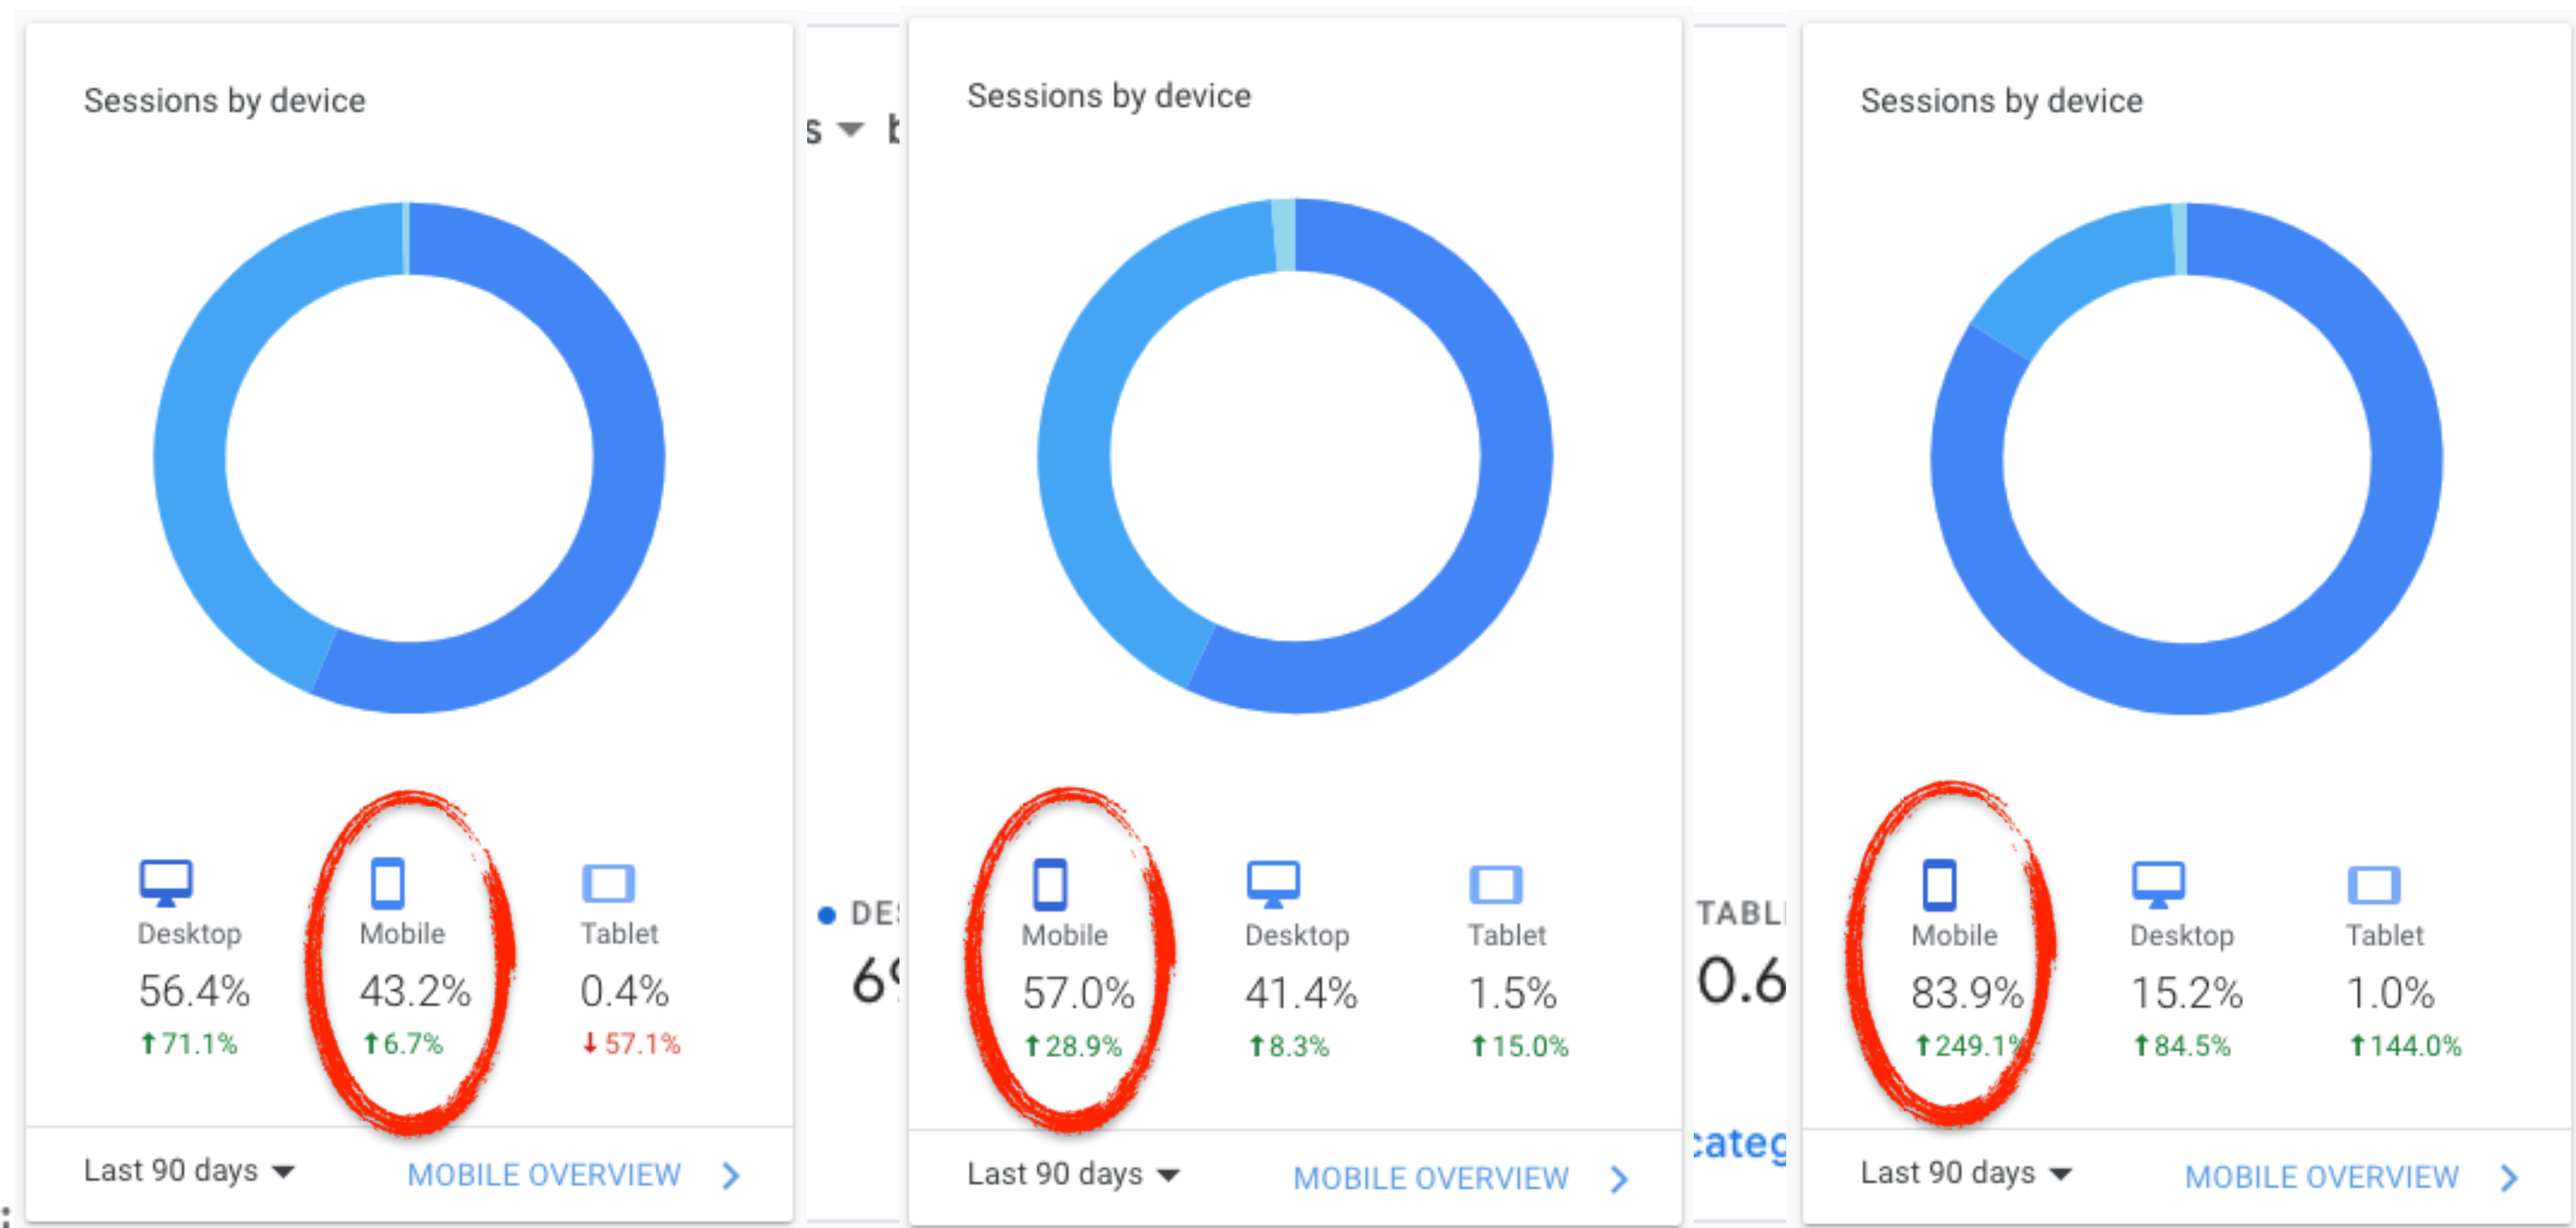 Sessions by device
Desktop
56.4%
↑71.1%
Mobile
43.2%
↑6.7%
Tablet
0.4%
↓57.1%
Last 90 days
MOBILE OVERVIEW
Sessions by device
Mobile
57.0%
↑28.9%
Desktop
41.4%
↑8.3%
Tablet
1.5%
↑15.0%
Last 90 days
MOBILE OVERVIEW
0.6
Sessions by device
Mobile
83.9%
↑249.1%
Desktop
15.2%
↑84.5%
Tablet
1.0%
↑144.0%
Last 90 days
MOBILE OVERVIEW